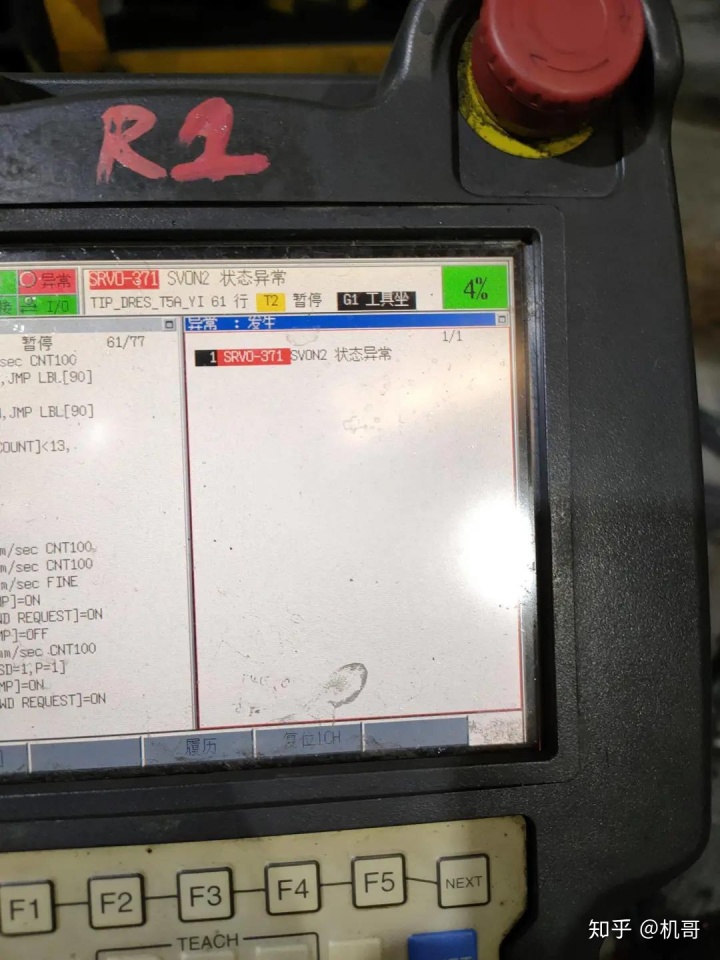 R1
异常 SRVO-371 SVON2 状态异常
I/O TIP_DRES_T5A_YI 61 行 T2 暂停 G1 工具坐
4%
暂停 61/77
sec CNT100
,JMP LBL[90]
,JMP LBL[90]
COUNT]<13,
m/sec CNT100
m/sec CNT100
m/sec FINE
MP]=ON
WD REQUEST]=ON
MP]=OFF
m/sec CNT100
SD=1,P=1]
MP]=ON
WD REQUEST]=ON
异常 : 发生
1/1
1 SRVO-371 SVON2 状态异常
履历 复位1CH
F1 F2 F3 F4 F5 NEXT
TEACH
知乎 @机哥